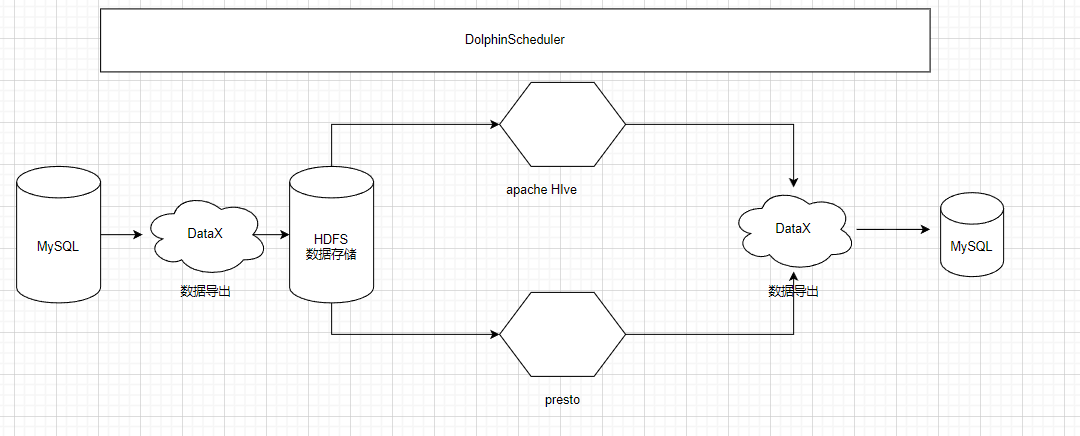 DolphinScheduler
apache HIve
MySQL
DataX
数据导出
HDFS
数据存储
DataX
数据导出
MySQL
presto